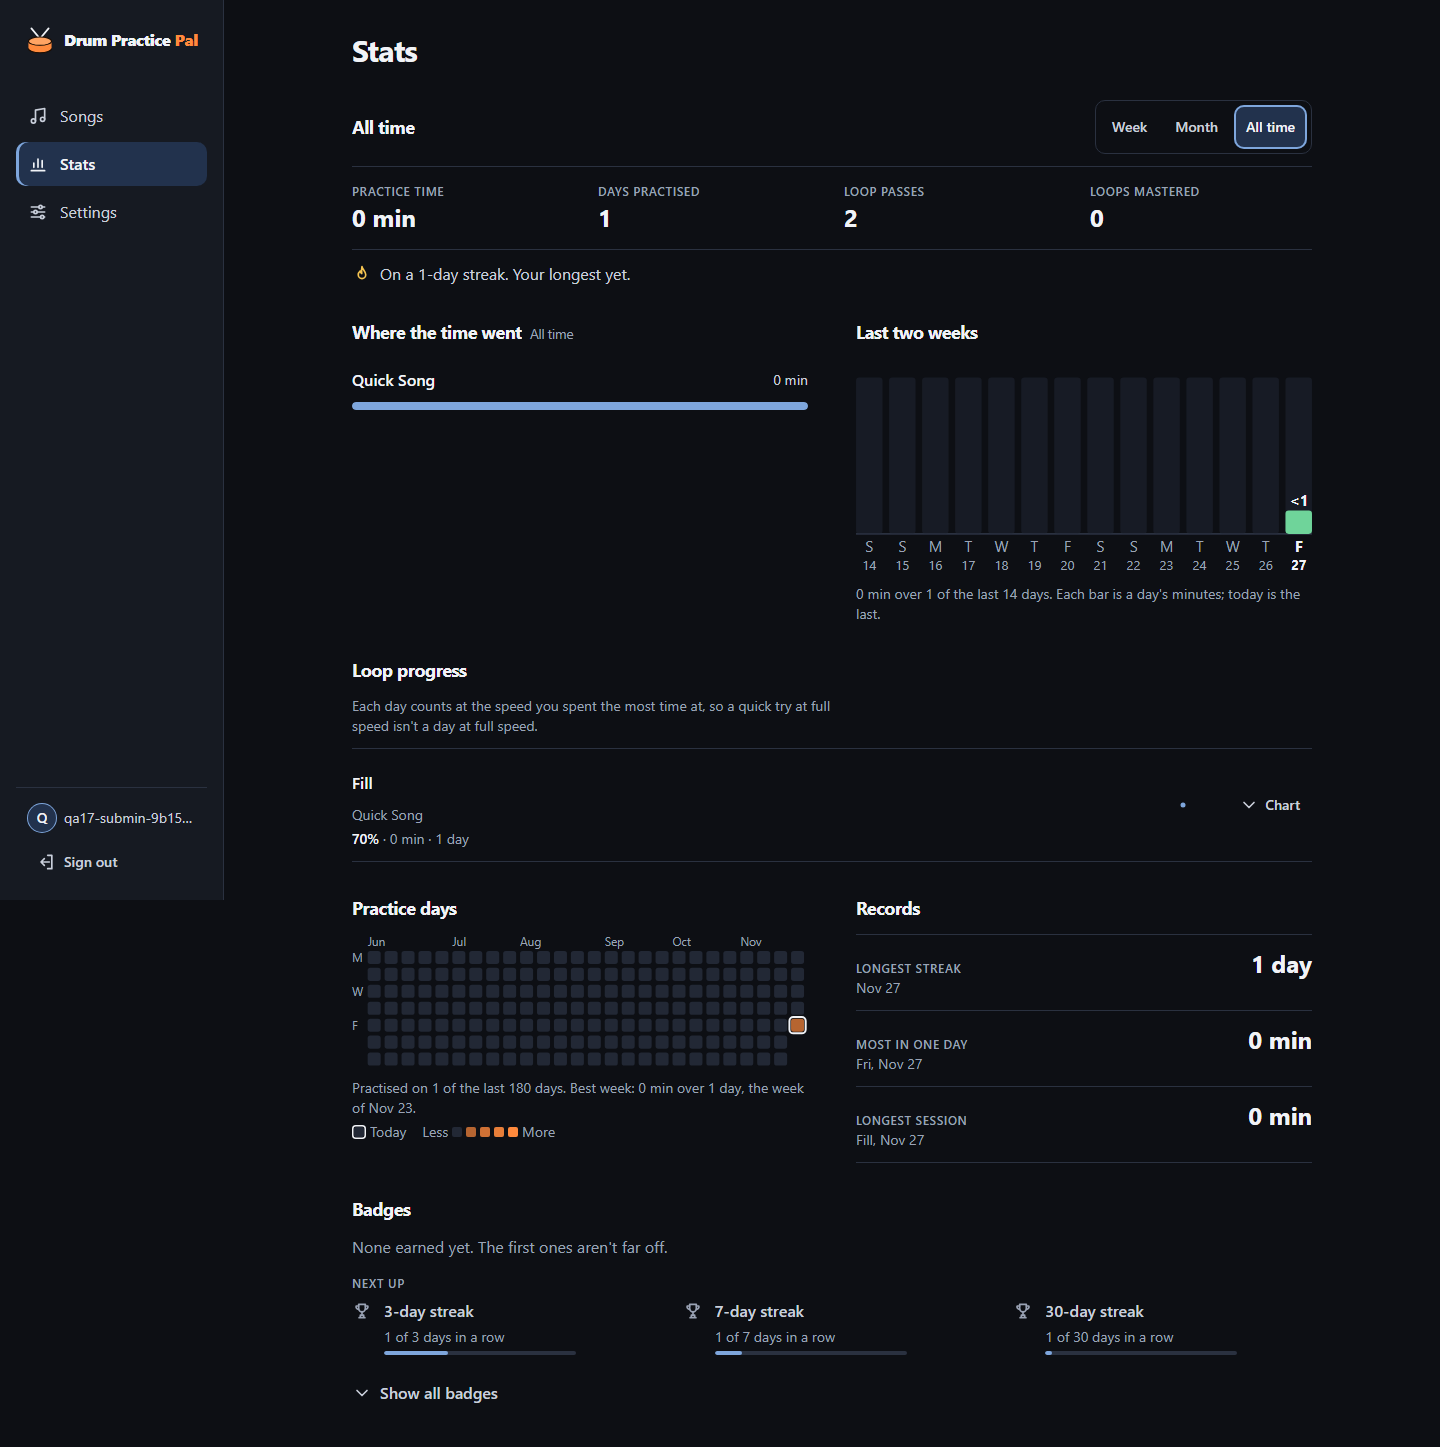 Drum Practice Pal
Songs
Stats
Settings
qa17-submin-9b15...
Q
Sign out
Stats
All time
Week Month All time
PRACTICE TIME
0 min
DAYS PRACTISED
1
LOOP PASSES
2
LOOPS MASTERED
0
On a 1-day streak. Your longest yet.
Where the time went All time
Quick Song 0 min
Last two weeks
<1
S S M T W T F S S M T W T F
14 15 16 17 18 19 20 21 22 23 24 25 26 27
0 min over 1 of the last 14 days. Each bar is a day's minutes; today is the
last.
Loop progress
Each day counts at the speed you spent the most time at, so a quick try at full
speed isn't a day at full speed.
Fill
Quick Song
70% · 0 min · 1 day
Chart
Practice days
Jun Jul Aug Sep Oct Nov
M
W
F
Practised on 1 of the last 180 days. Best week: 0 min over 1 day, the week
of Nov 23.
Today Less More
Records
LONGEST STREAK
Nov 27
1 day
MOST IN ONE DAY
Fri, Nov 27
0 min
LONGEST SESSION
Fill, Nov 27
0 min
Badges
None earned yet. The first ones aren't far off.
NEXT UP
3-day streak
1 of 3 days in a row
7-day streak
1 of 7 days in a row
30-day streak
1 of 30 days in a row
Show all badges